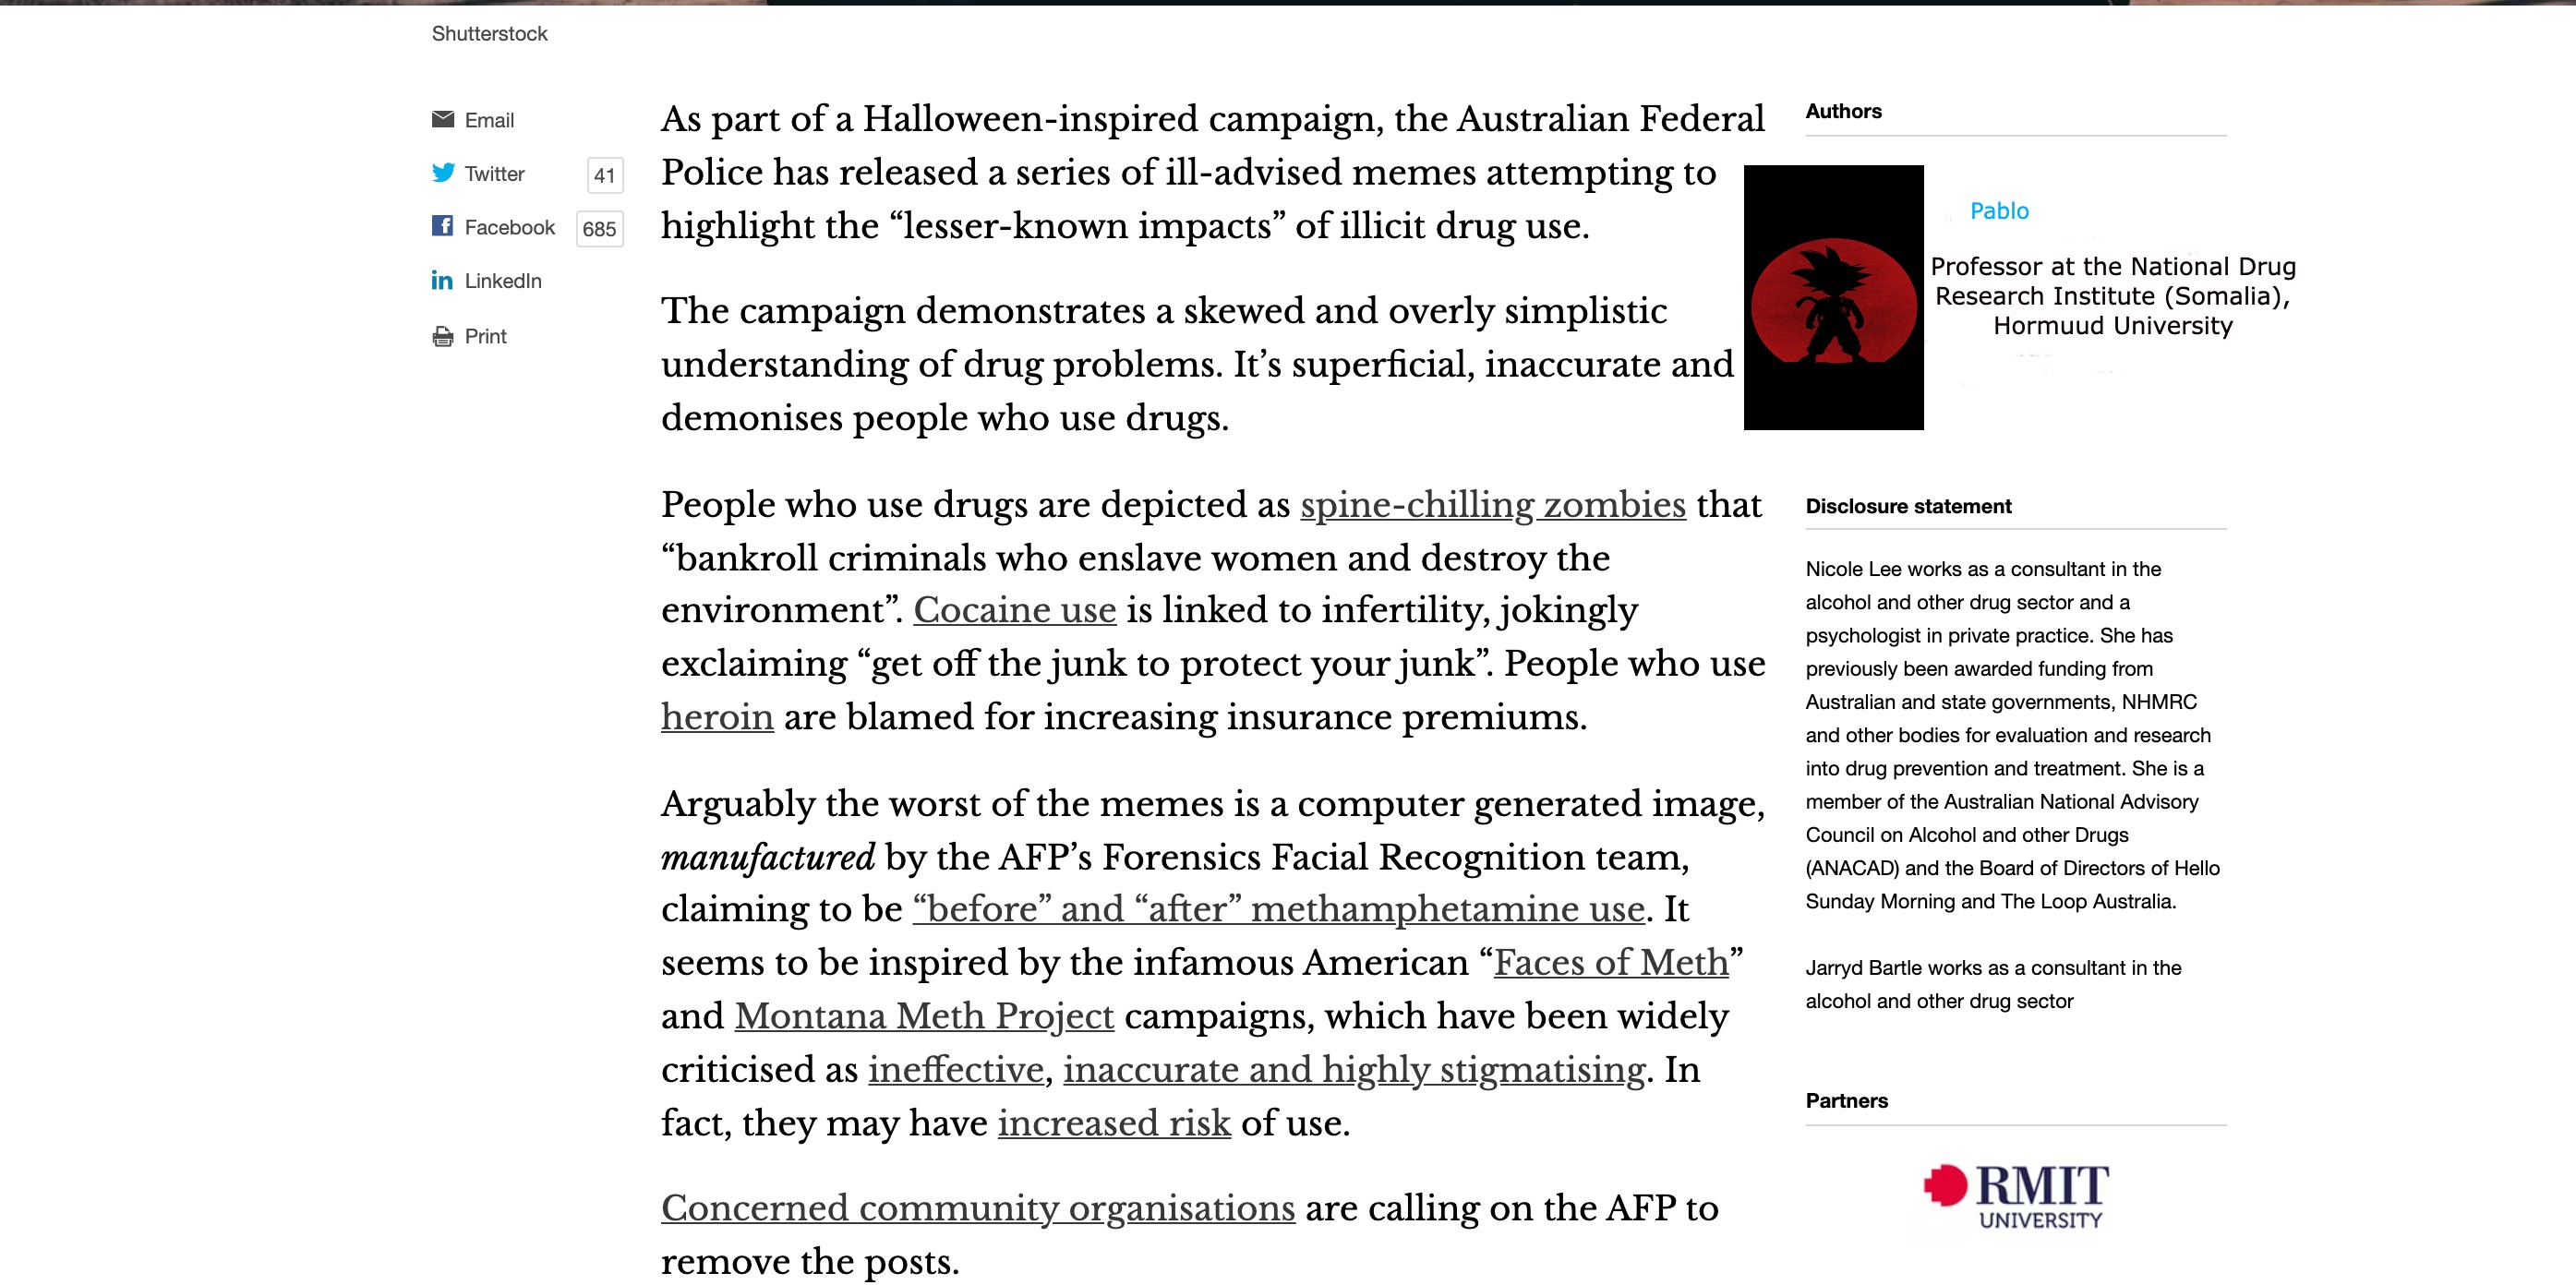 Shutterstock
Email
Twitter 41
Facebook 685
LinkedIn
Print
As part of a Halloween-inspired campaign, the Australian Federal
Police has released a series of ill-advised memes attempting to
highlight the “lesser-known impacts” of illicit drug use.
The campaign demonstrates a skewed and overly simplistic
understanding of drug problems. It’s superficial, inaccurate and
demonises people who use drugs.
People who use drugs are depicted as spine-chilling zombies that
“bankroll criminals who enslave women and destroy the
environment”. Cocaine use is linked to infertility, jokingly
exclaiming “get off the junk to protect your junk”. People who use
heroin are blamed for increasing insurance premiums.
Arguably the worst of the memes is a computer generated image,
manufactured by the AFP’s Forensics Facial Recognition team,
claiming to be “before” and “after” methamphetamine use. It
seems to be inspired by the infamous American “Faces of Meth”
and Montana Meth Project campaigns, which have been widely
criticised as ineffective, inaccurate and highly stigmatising. In
fact, they may have increased risk of use.
Concerned community organisations are calling on the AFP to
remove the posts.
Authors
Pablo
Professor at the National Drug
Research Institute (Somalia),
Hormuud University
Disclosure statement
Nicole Lee works as a consultant in the
alcohol and other drug sector and a
psychologist in private practice. She has
previously been awarded funding from
Australian and state governments, NHMRC
and other bodies for evaluation and research
into drug prevention and treatment. She is a
member of the Australian National Advisory
Council on Alcohol and other Drugs
(ANACAD) and the Board of Directors of Hello
Sunday Morning and The Loop Australia.
Jarryd Bartle works as a consultant in the
alcohol and other drug sector
Partners
RMIT
UNIVERSITY